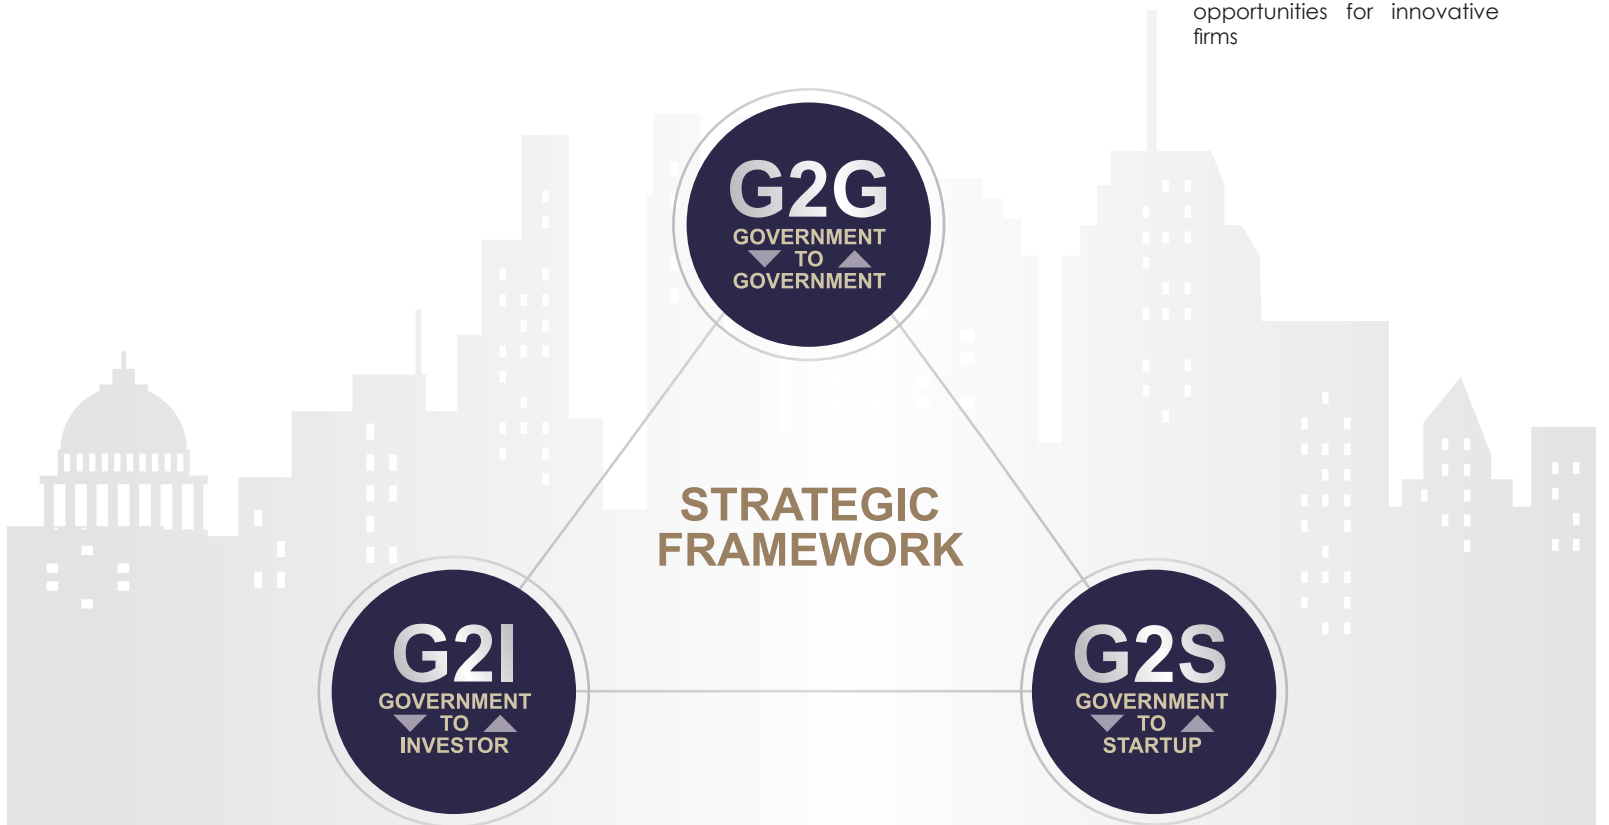 opportunities for innovative
firms
G2G
GOVERNMENT
TO
GOVERNMENT
STRATEGIC
FRAMEWORK
G2I
GOVERNMENT
TO
INVESTOR
G2S
GOVERNMENT
TO
STARTUP